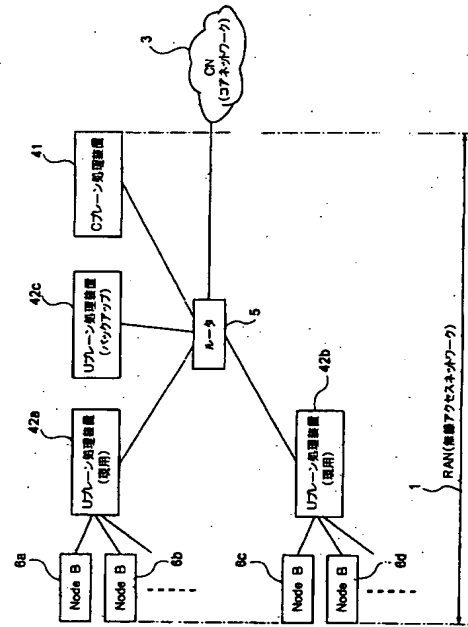 3
CN
(コアネットワーク)
41
Cプレーン処理装置
42c
Uプレーン処理装置
(バックアップ)
42a
Uプレーン処理装置
(現用)
ルータ
5
42b
Uプレーン処理装置
(現用)
6a
Node B
6b
Node B
6c
Node B
6d
Node B
1
RAN(無線アクセスネットワーク)